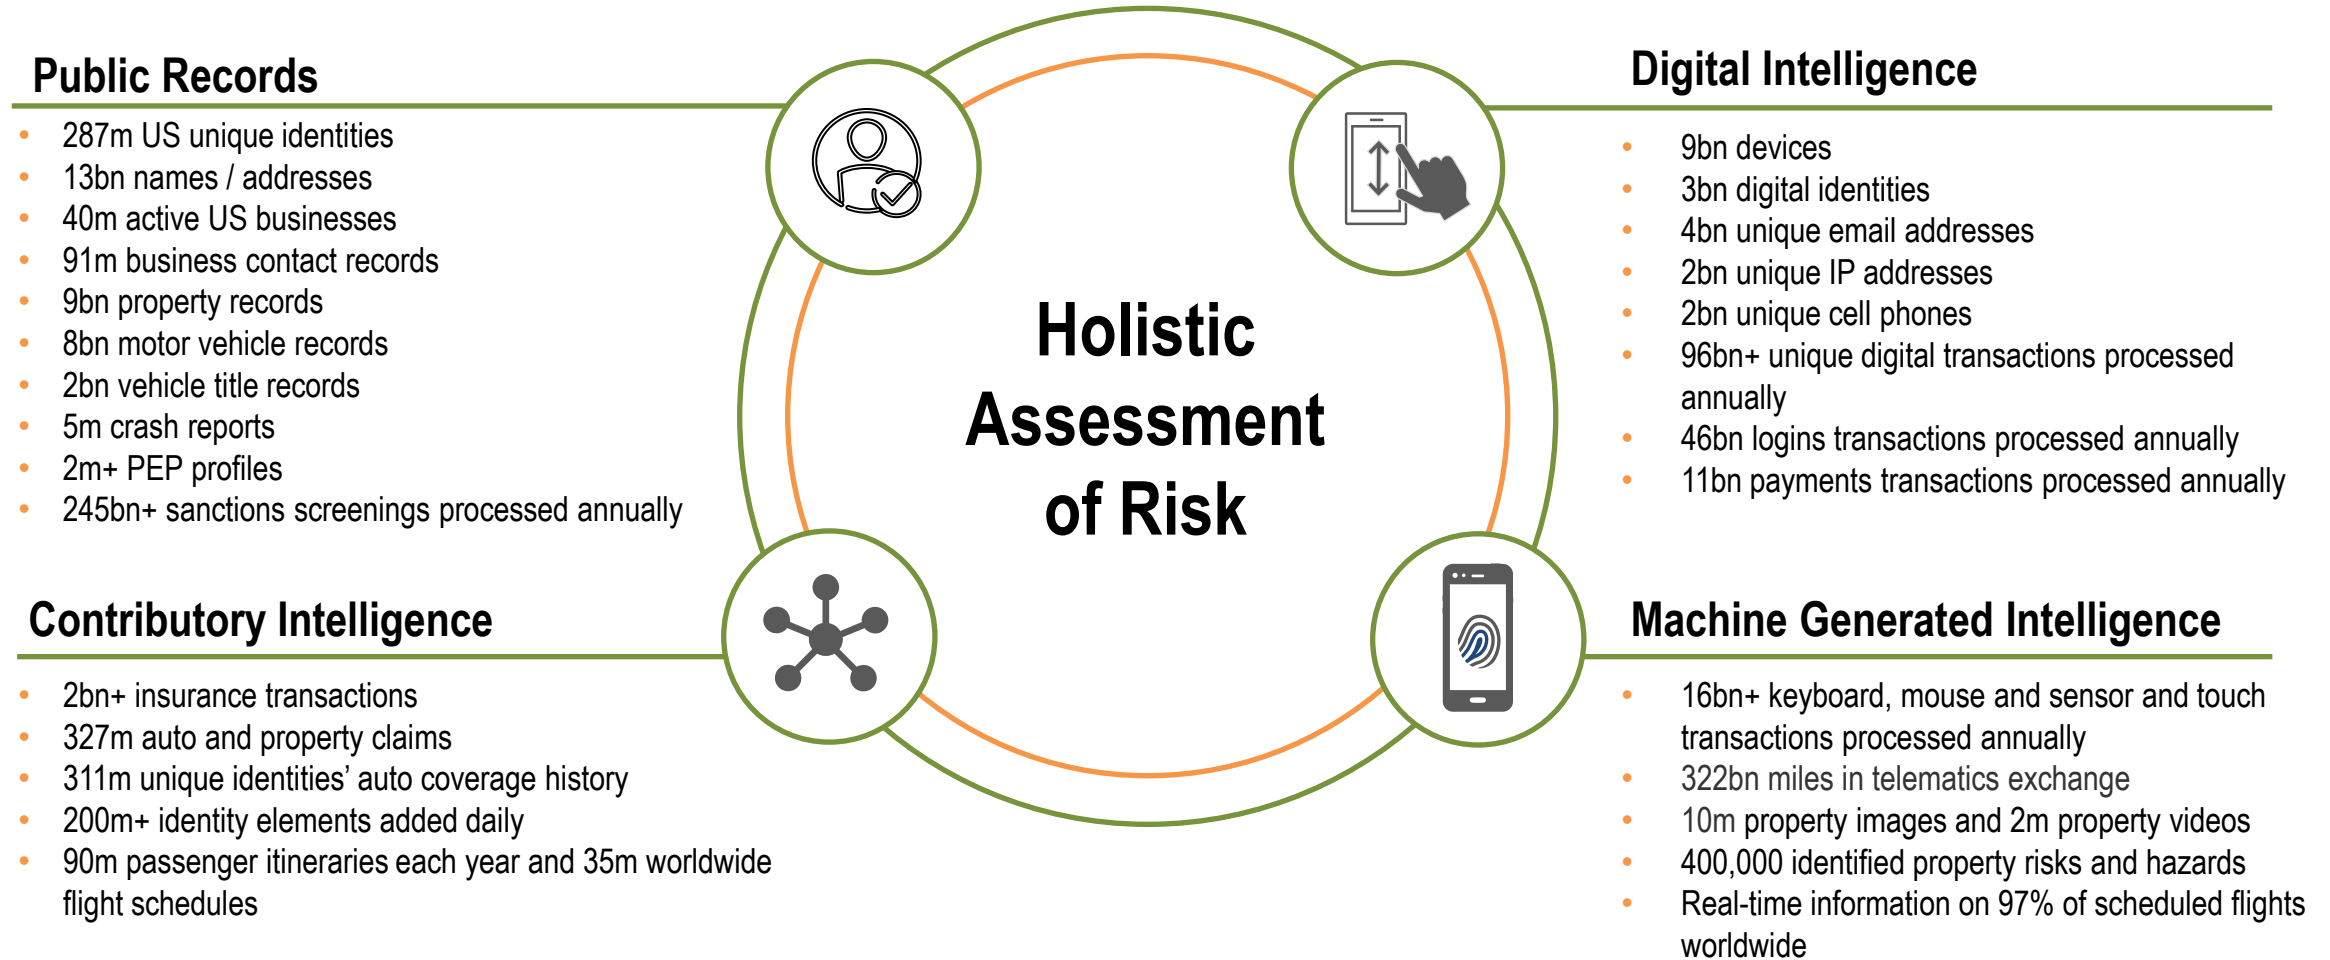 Public Records
• 287m US unique identities
• 13bn names / addresses
• 40m active US businesses
• 91m business contact records
• 9bn property records
• 8bn motor vehicle records
• 2bn vehicle title records
• 5m crash reports
• 2m+ PEP profiles
• 245bn+ sanctions screenings processed annually
Contributory Intelligence
• 2bn+ insurance transactions
• 327m auto and property claims
• 311m unique identities’ auto coverage history
• 200m+ identity elements added daily
• 90m passenger itineraries each year and 35m worldwide
flight schedules
Holistic
Assessment
of Risk
Digital Intelligence
• 9bn devices
• 3bn digital identities
• 4bn unique email addresses
• 2bn unique IP addresses
• 2bn unique cell phones
• 96bn+ unique digital transactions processed
annually
• 46bn logins transactions processed annually
• 11bn payments transactions processed annually
Machine Generated Intelligence
• 16bn+ keyboard, mouse and sensor and touch
transactions processed annually
• 322bn miles in telematics exchange
• 10m property images and 2m property videos
• 400,000 identified property risks and hazards
• Real-time information on 97% of scheduled flights
worldwide